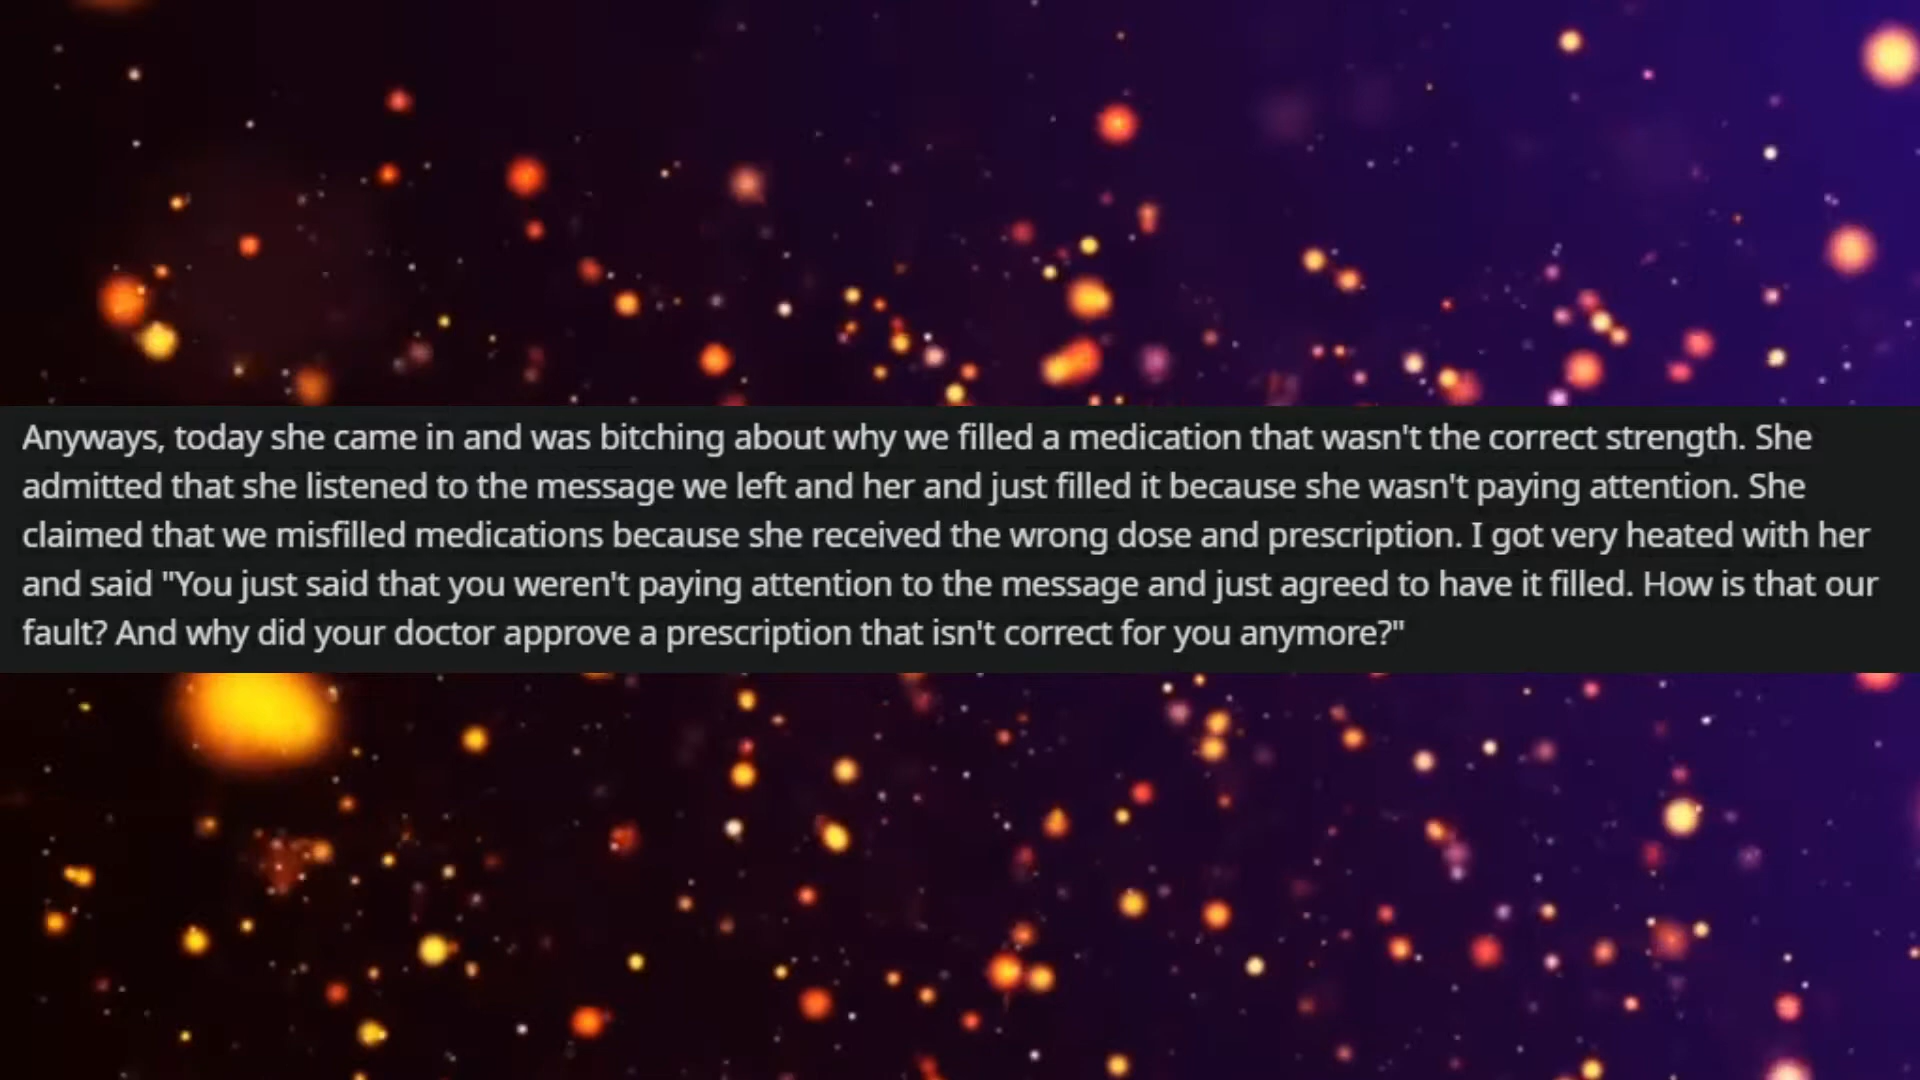 Anyways, today she came in and was bitching about why we filled a medication that wasn't the correct strength. She
admitted that she listened to the message we left and her and just filled it because she wasn't paying attention. She
claimed that we misfilled medications because she received the wrong dose and prescription. I got very heated with her
and said "You just said that you weren't paying attention to the message and just agreed to have it filled. How is that our
fault? And why did your doctor approve a prescription that isn't correct for you anymore?"